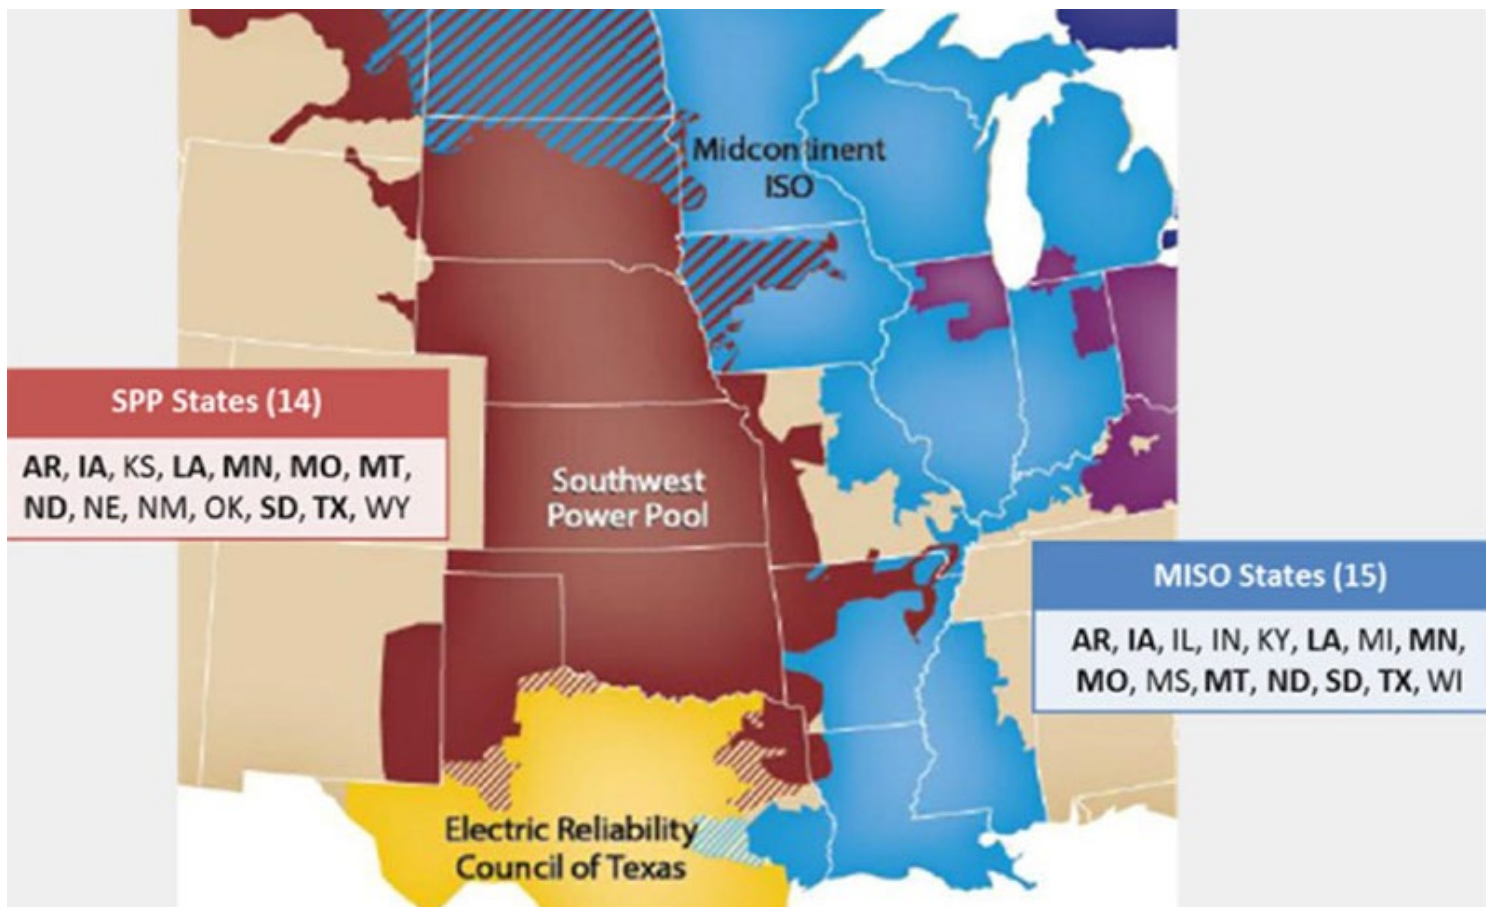 Midcontinent
ISO
SPP States (14)
AR, IA, KS, LA, MN, MO, MT,
ND, NE, NM, OK, SD, TX, WY
Southwest
Power Pool
MISO States (15)
AR, IA, IL, IN, KY, LA, MI, MN,
MO, MS, MT, ND, SD, TX, WI
Electric Reliability
Council of Texas